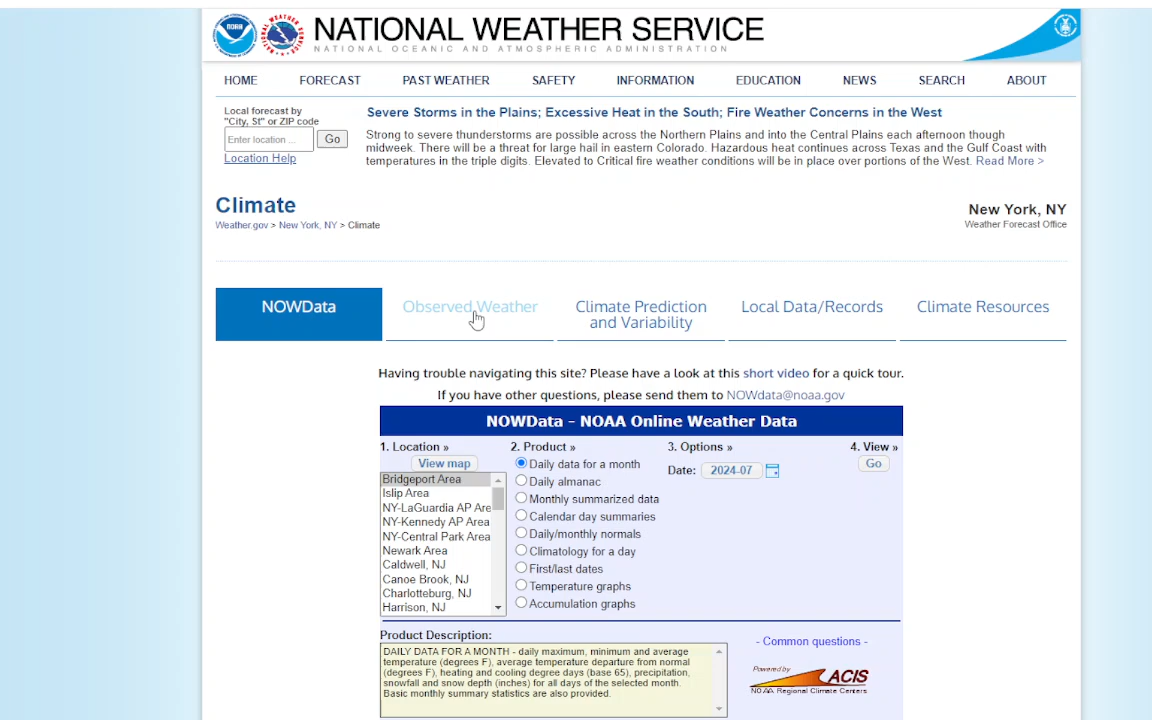 NATIONAL WEATHER SERVICE
NATIONAL OCEANIC AND ATMOSPHERIC ADMINISTRATION
HOME FORECAST PAST WEATHER SAFETY INFORMATION EDUCATION NEWS SEARCH ABOUT
Local forecast by
"City, St" or ZIP code
Enter location ...
Go
Location Help
Severe Storms in the Plains; Excessive Heat in the South; Fire Weather Concerns in the West
Strong to severe thunderstorms are possible across the Northern Plains and into the Central Plains each afternoon though
midweek. There will be a threat for large hail in eastern Colorado. Hazardous heat continues across Texas and the Gulf Coast with
temperatures in the triple digits. Elevated to Critical fire weather conditions will be in place over portions of the West. Read More >
Climate
Weather.gov > New York, NY > Climate
New York, NY
Weather Forecast Office
NOWData
Observed Weather
Climate Prediction
and Variability
Local Data/Records
Climate Resources
Having trouble navigating this site? Please have a look at this short video for a quick tour.
If you have other questions, please send them to NOWdata@noaa.gov
NOWData - NOAA Online Weather Data
1. Location » 2. Product » 3. Options » 4. View »
View map
Bridgeport Area
Islip Area
NY-LaGuardia AP Are
NY-Kennedy AP Area
NY-Central Park Area
Newark Area
Caldwell, NJ
Canoe Brook, NJ
Charlotteburg, NJ
Harrison, NJ
Daily data for a month
Daily almanac
Monthly summarized data
Calendar day summaries
Daily/monthly normals
Climatology for a day
First/last dates
Temperature graphs
Accumulation graphs
Date: 2024-07
Go
Product Description:
DAILY DATA FOR A MONTH - daily maximum, minimum and average
temperature (degrees F), average temperature departure from normal
(degrees F), heating and cooling degree days (base 65), precipitation,
snowfall and snow depth (inches) for all days of the selected month.
Basic monthly summary statistics are also provided.
- Common questions -
Powered by
ACIS
NOAA Regional Climate Centers